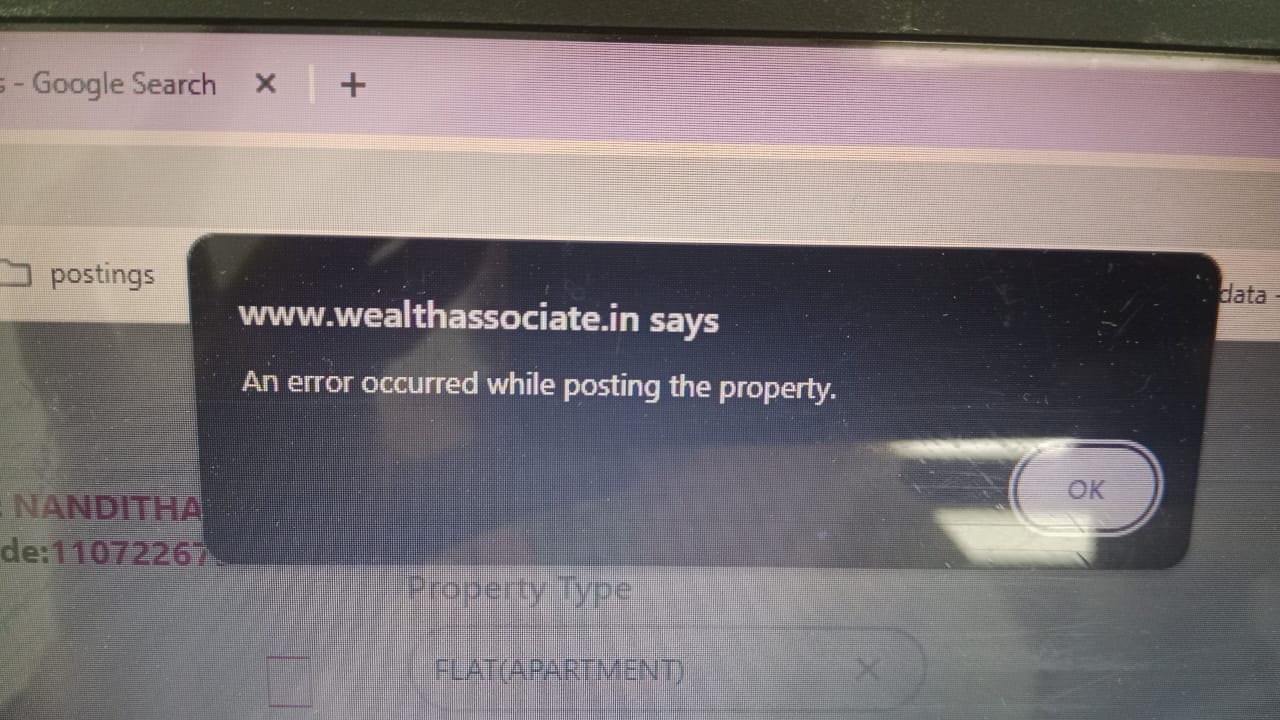 - Google Search
postings
www.wealthassociate.in says
An error occurred while posting the property.
OK
data -
NANDITHA
de:11072267
Property Type
FLAT(APARTMENT)